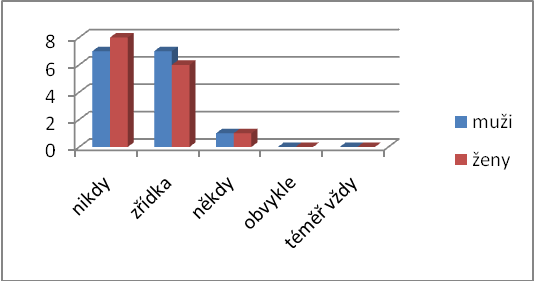 8
6
4
2
0
nikdy
zřídka
někdy
obvykle
téměř vždy
muži
ženy